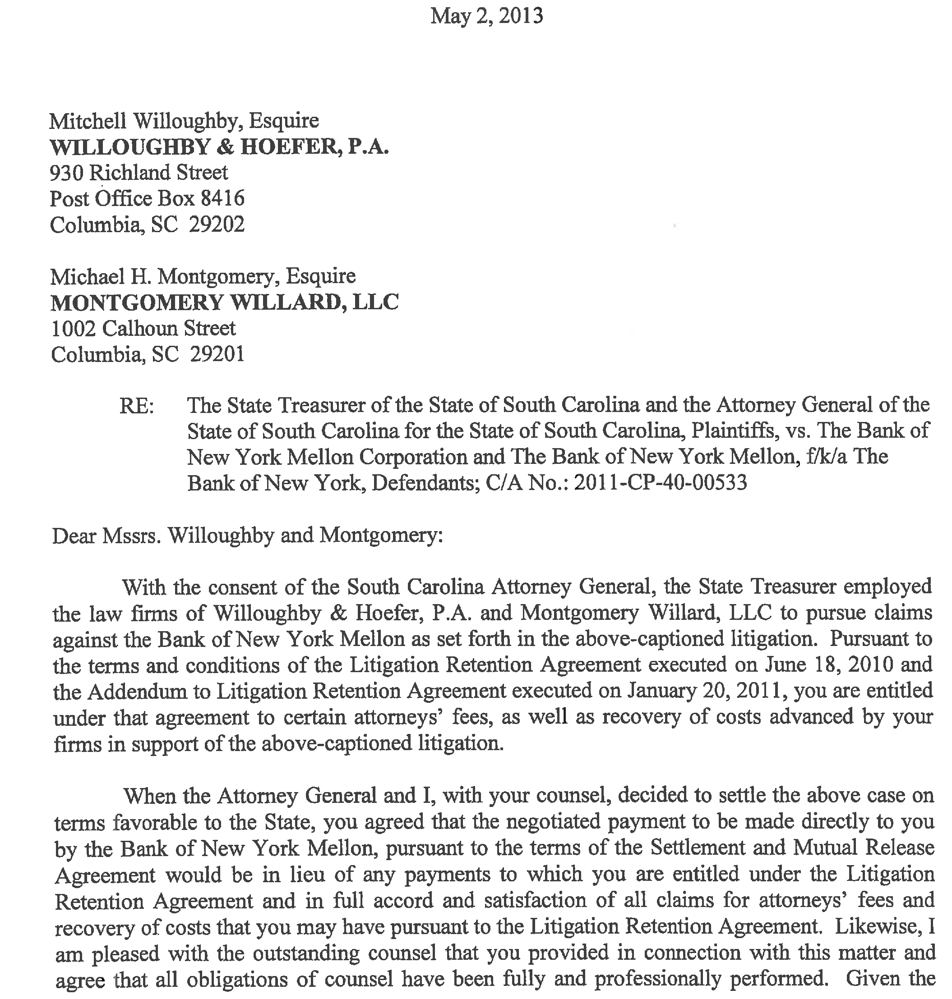 May 2, 2013
Mitchell Willoughby, Esquire
WILLOUGHBY & HOEFER, P.A.
930 Richland Street
Post Office Box 8416
Columbia, SC 29202
Michael H. Montgomery, Esquire
MONTGOMERY WILLARD, LLC
1002 Calhoun Street
Columbia, SC 29201
RE: The State Treasurer of the State of South Carolina and the Attorney General of the
State of South Carolina for the State of South Carolina, Plaintiffs, vs. The Bank of
New York Mellon Corporation and The Bank of New York Mellon, f/k/a The
Bank of New York, Defendants; C/A No.: 2011-CP-40-00533
Dear Mssrs. Willoughby and Montgomery:
With the consent of the South Carolina Attorney General, the State Treasurer employed
the law firms of Willoughby & Hoefer, P.A. and Montgomery Willard, LLC to pursue claims
against the Bank of New York Mellon as set forth in the above-captioned litigation. Pursuant to
the terms and conditions of the Litigation Retention Agreement executed on June 18, 2010 and
the Addendum to Litigation Retention Agreement executed on January 20, 2011, you are entitled
under that agreement to certain attorneys' fees, as well as recovery of costs advanced by your
firms in support of the above-captioned litigation.
When the Attorney General and I, with your counsel, decided to settle the above case on
terms favorable to the State, you agreed that the negotiated payment to be made directly to you
by the Bank of New York Mellon, pursuant to the terms of the Settlement and Mutual Release
Agreement would be in lieu of any payments to which you are entitled under the Litigation
Retention Agreement and in full accord and satisfaction of all claims for attorneys' fees and
recovery of costs that you may have pursuant to the Litigation Retention Agreement. Likewise, I
am pleased with the outstanding counsel that you provided in connection with this matter and
agree that all obligations of counsel have been fully and professionally performed. Given the